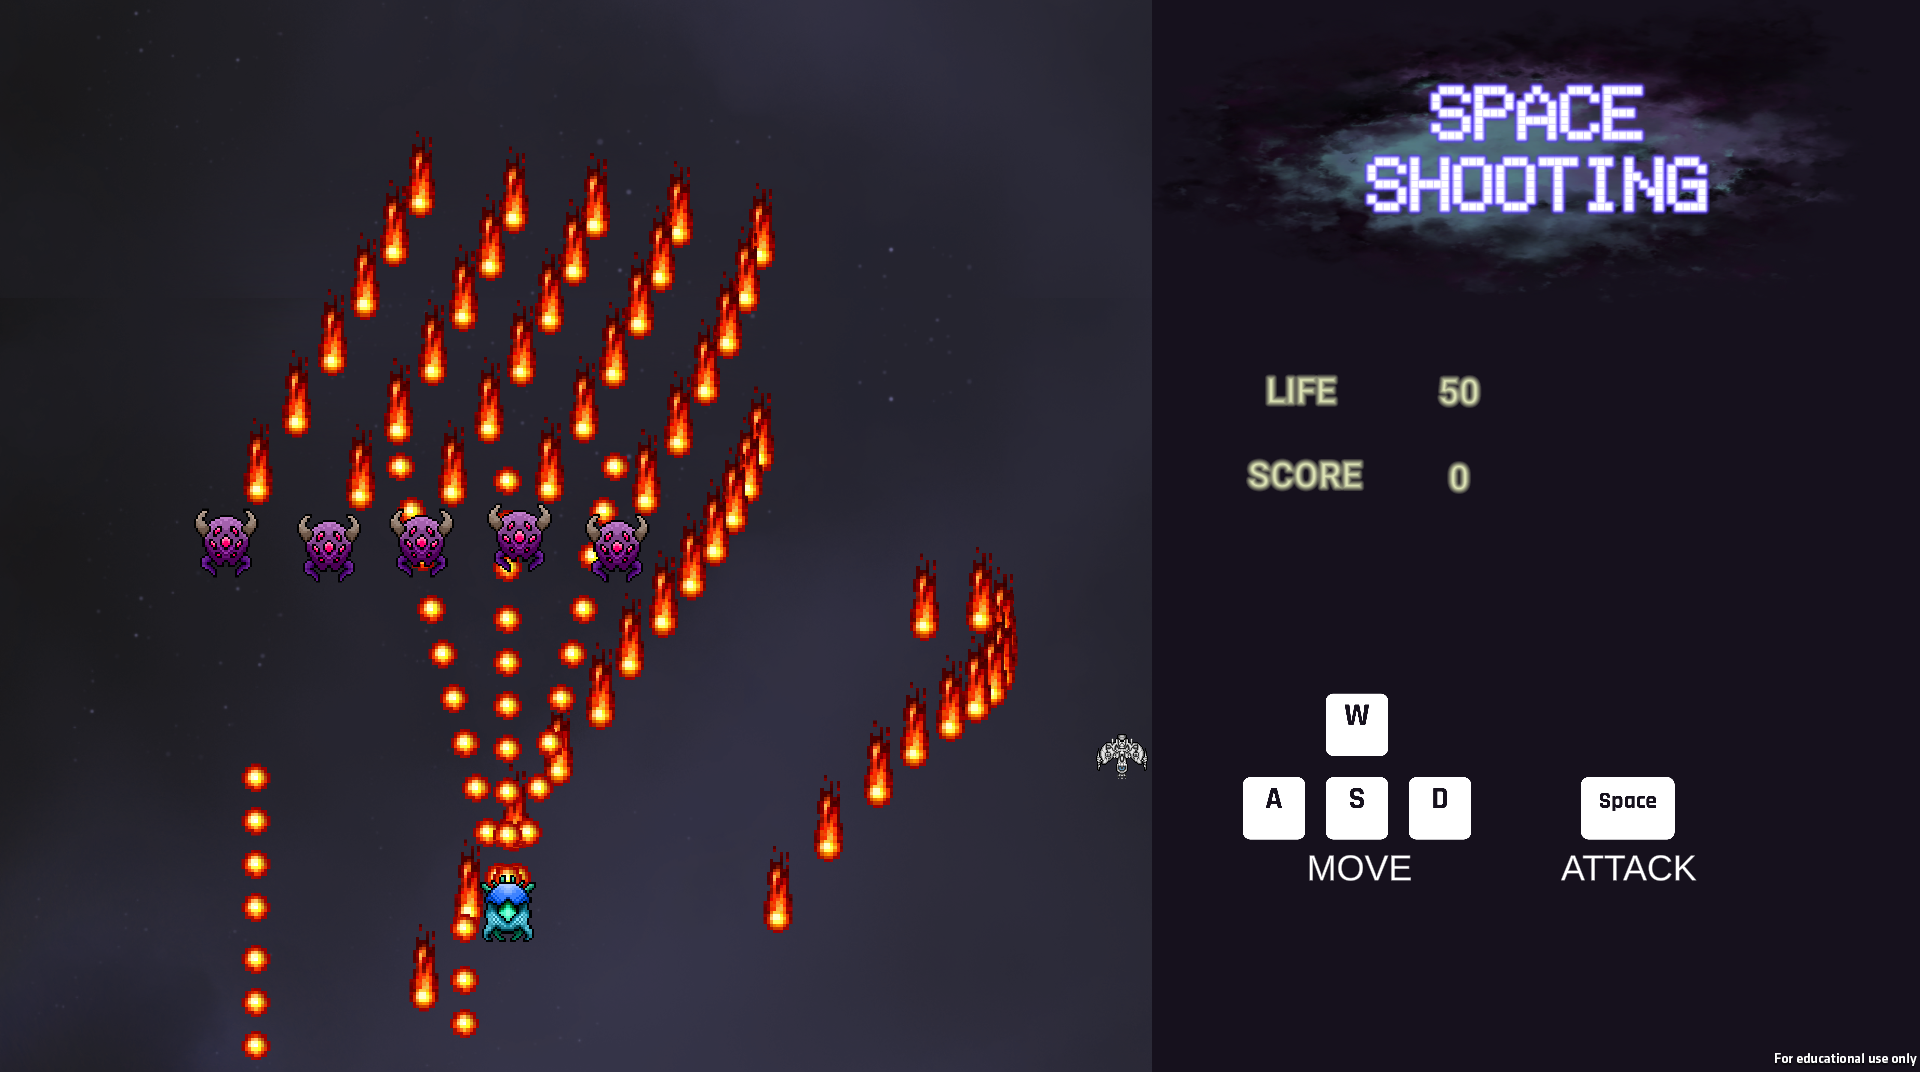 SPACE
SHOOTING
LIFE 50
SCORE 0
W
A S D Space
MOVE ATTACK
For educational use only